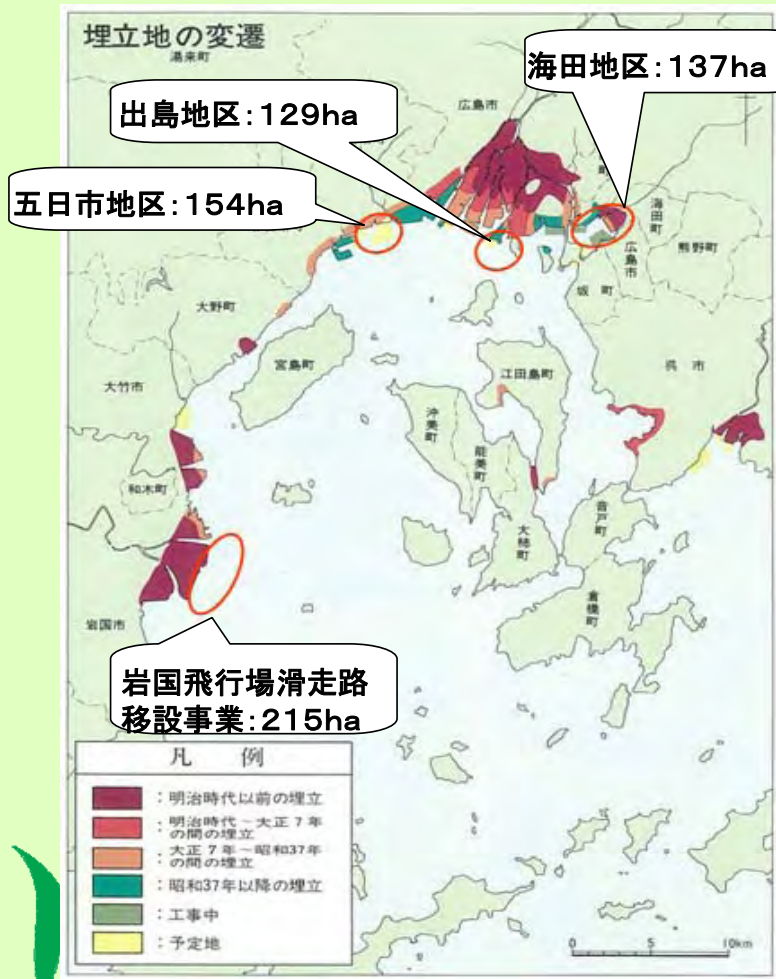 埋立地の変遷
湯来町
海田地区：137ha
出島地区：129ha
広島市
五日市地区：154ha
海田町
広島市
熊野町
坂町
大野町
宮島町
江田島町
呉市
大竹市
沖美町
能美町
和木町
音戸町
大柿町
倉橋町
岩国市
岩国飛行場滑走路
移設事業：215ha
凡例
：明治時代以前の埋立
：明治時代～大正7年
の間の埋立
：大正7年～昭和37年
の間の埋立
：昭和37年以降の埋立
：工事中
：予定地
0 5 10km